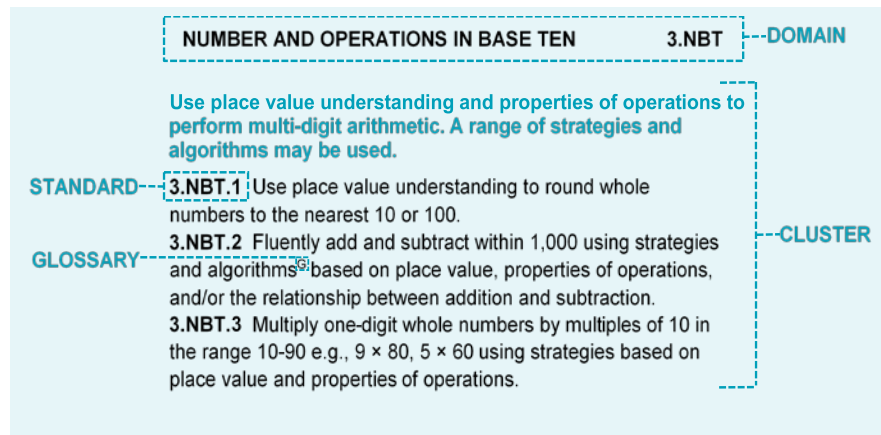 NUMBER AND OPERATIONS IN BASE TEN 3.NBT DOMAIN
Use place value understanding and properties of operations to
perform multi-digit arithmetic. A range of strategies and
algorithms may be used.
STANDARD 3.NBT.1 Use place value understanding to round whole
numbers to the nearest 10 or 100.
3.NBT.2 Fluently add and subtract within 1,000 using strategies
CLUSTER
GLOSSARY and algorithms G based on place value, properties of operations,
and/or the relationship between addition and subtraction.
3.NBT.3 Multiply one-digit whole numbers by multiples of 10 in
the range 10-90 e.g., 9 × 80, 5 × 60 using strategies based on
place value and properties of operations.